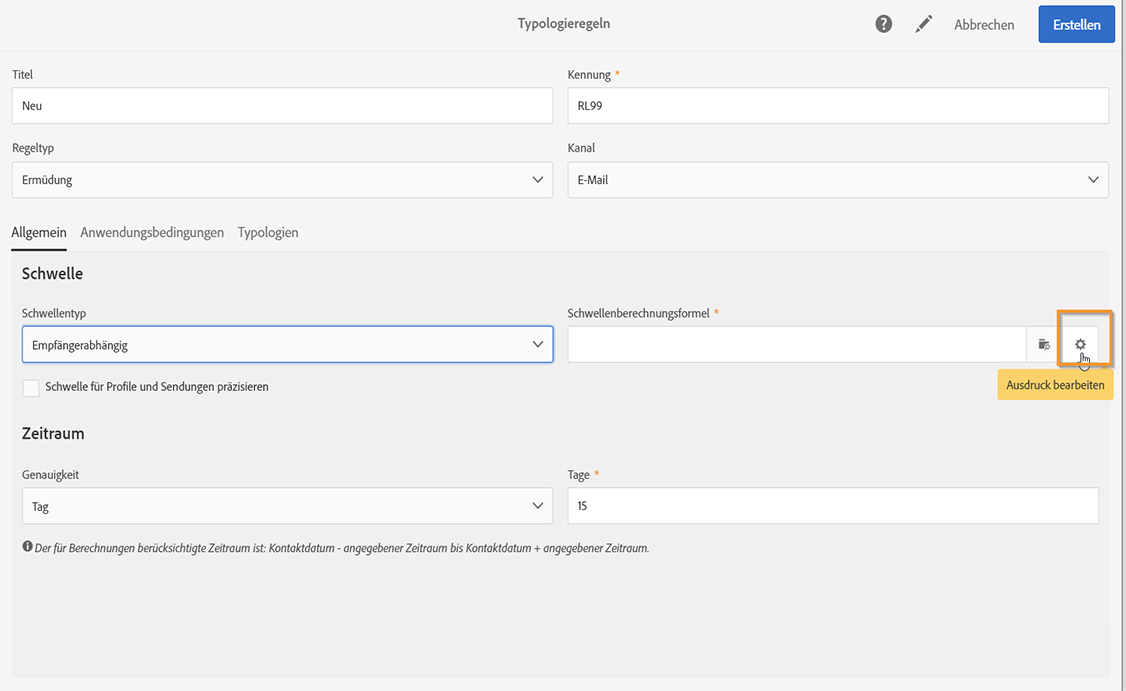 Typologieregeln
Abbrechen
Erstellen
Titel
Kennung *
Neu
RL99
Regeltyp
Kanal
Ermüdung
E-Mail
Allgemein Anwendungsbedingungen Typologien
Schwelle
Schwellentyp
Schwellenberechnungsformel *
Empfängerabhängig
Schwelle für Profile und Sendungen präzisieren
Ausdruck bearbeiten
Zeitraum
Genauigkeit
Tage *
Tag
15
Der für Berechnungen berücksichtigte Zeitraum ist: Kontaktdatum - angegebener Zeitraum bis Kontaktdatum + angegebener Zeitraum.